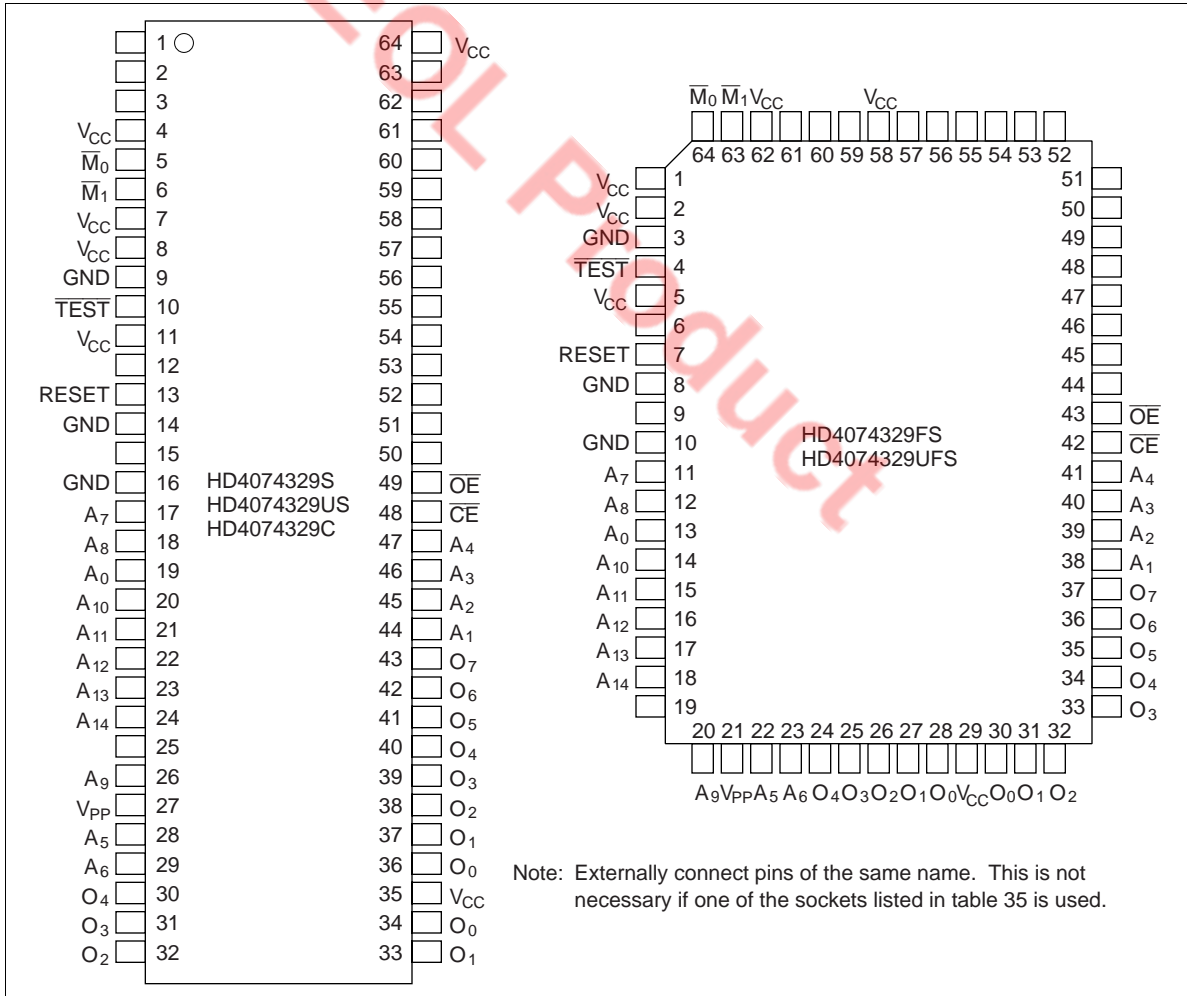 EOL Product
1 64 VCC
2 63
3 62
VCC 4 61
M0 5 60
M1 6 59
VCC 7 58
VCC 8 57
GND 9 56
TEST 10 55
VCC 11 54
12 53
RESET 13 52
GND 14 51
15 50
GND 16 HD4074329S 49 OE
A7 17 HD4074329US 48 CE
HD4074329C
A8 18 47 A4
A0 19 46 A3
A10 20 45 A2
A11 21 44 A1
A12 22 43 O7
A13 23 42 O6
A14 24 41 O5
25 40 O4
A9 26 39 O3
VPP 27 38 O2
A5 28 37 O1
A6 29 36 O0
O4 30 35 VCC
O3 31 34 O0
O2 32 33 O1
M0 M1 VCC VCC
64 63 62 61 60 59 58 57 56 55 54 53 52
VCC 1 51
VCC 2 50
GND 3 49
TEST 4 48
VCC 5 47
6 46
RESET 7 45
GND 8 44
9 43 OE
GND 10 HD4074329FS 42 CE
HD4074329UFS
A7 11 41 A4
A8 12 40 A3
A0 13 39 A2
A10 14 38 A1
A11 15 37 O7
A12 16 36 O6
A13 17 35 O5
A14 18 34 O4
19 33 O3
20 21 22 23 24 25 26 27 28 29 30 31 32
A9 VPP A5 A6 O4 O3 O2 O1 O0 VCC O0 O1 O2
Note: Externally connect pins of the same name. This is not
necessary if one of the sockets listed in table 35 is used.